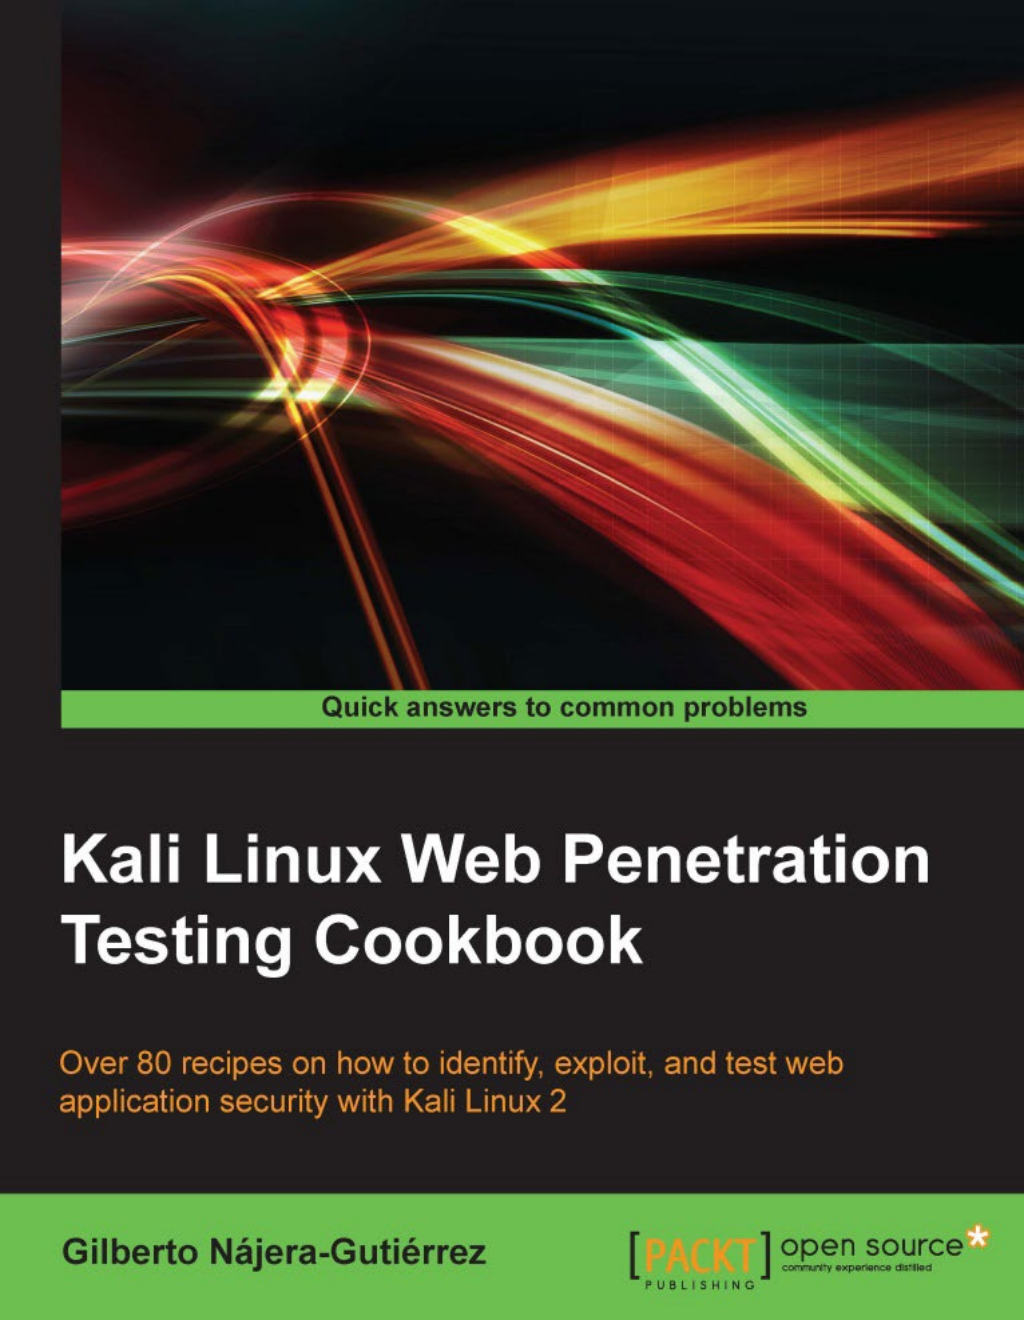 Quick answers to common problems
Kali Linux Web Penetration
Testing Cookbook
Over 80 recipes on how to identify, exploit, and test web
application security with Kali Linux 2
Gilberto Nájera-Gutiérrez
[PACKT]
PUBLISHING
open source*
community experience distilled